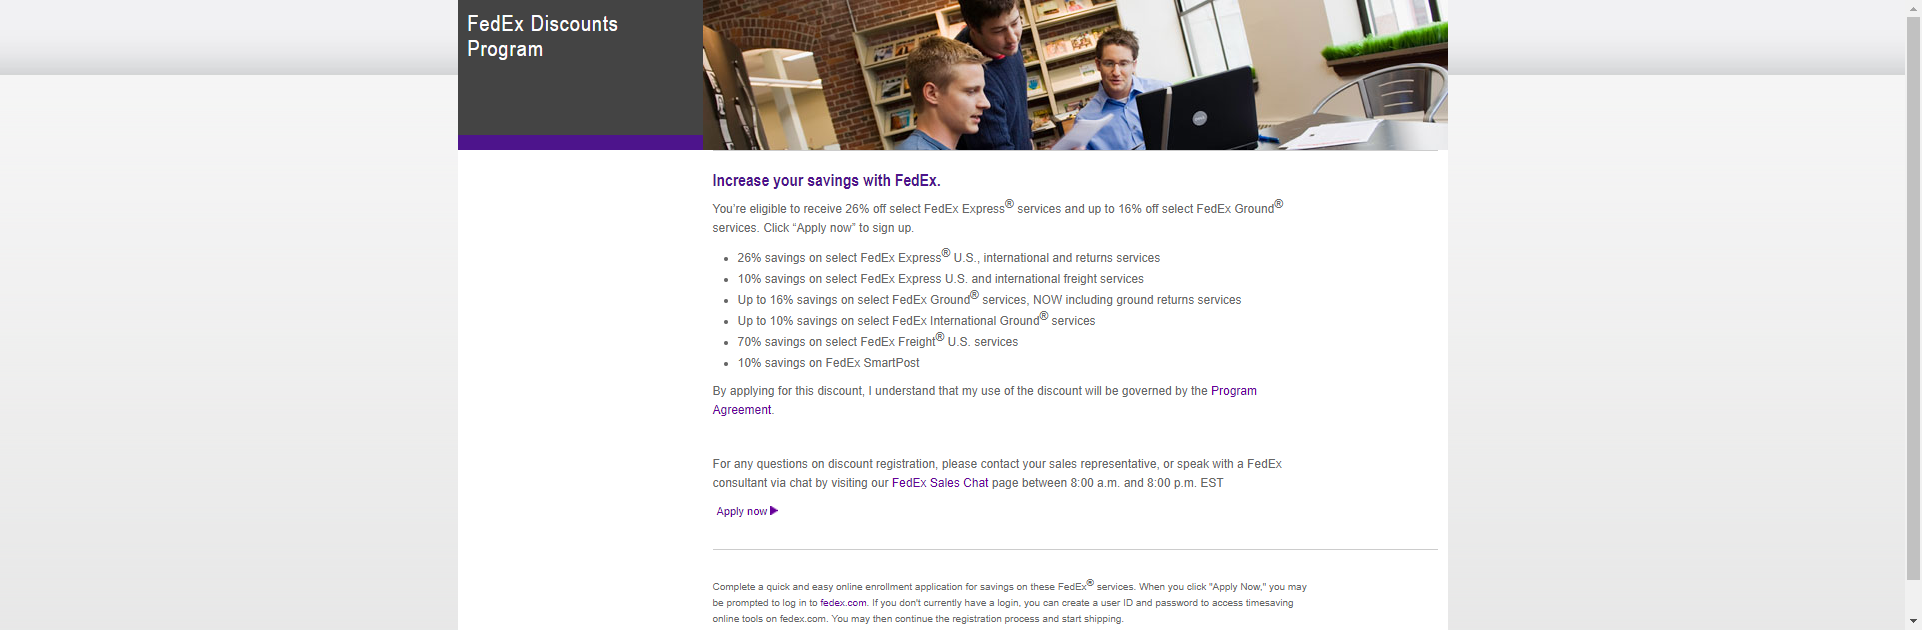 FedEx Discounts
Program
Increase your savings with FedEx.
You’re eligible to receive 26% off select FedEx Express® services and up to 16% off select FedEx Ground®
services. Click “Apply now” to sign up.
• 26% savings on select FedEx Express® U.S., international and returns services
• 10% savings on select FedEx Express U.S. and international freight services
• Up to 16% savings on select FedEx Ground® services, NOW including ground returns services
• Up to 10% savings on select FedEx International Ground® services
• 70% savings on select FedEx Freight® U.S. services
• 10% savings on FedEx SmartPost
By applying for this discount, I understand that my use of the discount will be governed by the Program
Agreement.
For any questions on discount registration, please contact your sales representative, or speak with a FedEx
consultant via chat by visiting our FedEx Sales Chat page between 8:00 a.m. and 8:00 p.m. EST
Apply now
Complete a quick and easy online enrollment application for savings on these FedEx® services. When you click "Apply Now," you may
be prompted to log in to fedex.com. If you don't currently have a login, you can create a user ID and password to access timesaving
online tools on fedex.com. You may then continue the registration process and start shipping.